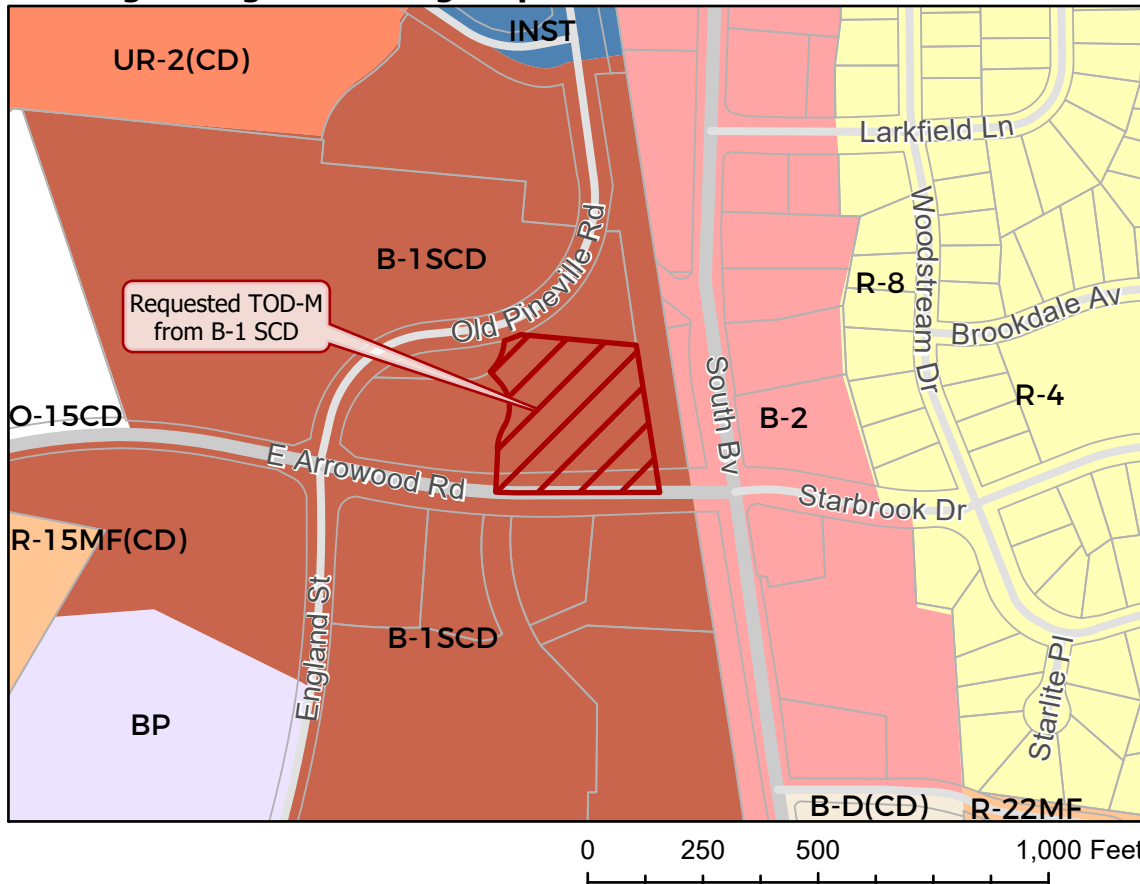 INST
UR-2(CD)
Larkfield Ln
B-1SCD
Old Pineville Rd
Woodstream Dr
R-8
Requested TOD-M
from B-1 SCD
Brookdale Av
R-4
South Bv
B-2
O-15CD
E Arrowood Rd
Starbrook Dr
R-15MF(CD)
England St
B-1SCD
Starlite Pl
BP
B-D(CD)
R-22MF
0 250 500 1,000 Feet